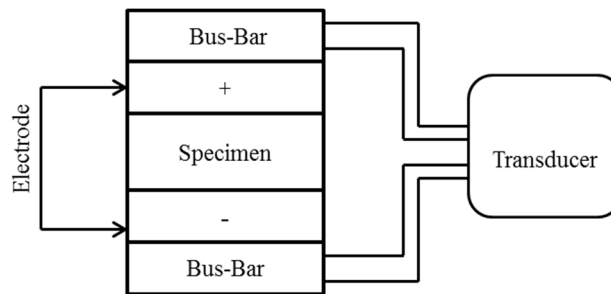 Bus-Bar
+
Specimen
-
Bus-Bar
Electrode
Transducer